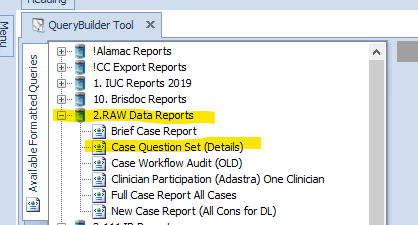 Heading
QueryBuilder Tool
Menu
Available Formatted Queries
!Alamac Reports
!CC Export Reports
1. IUC Reports 2019
10. Brisdoc Reports
2.RAW Data Reports
Brief Case Report
Case Question Set (Details)
Case Workflow Audit (OLD)
Clinician Participation (Adastra) One Clinician
Full Case Report All Cases
New Case Report (All Cons for DL)